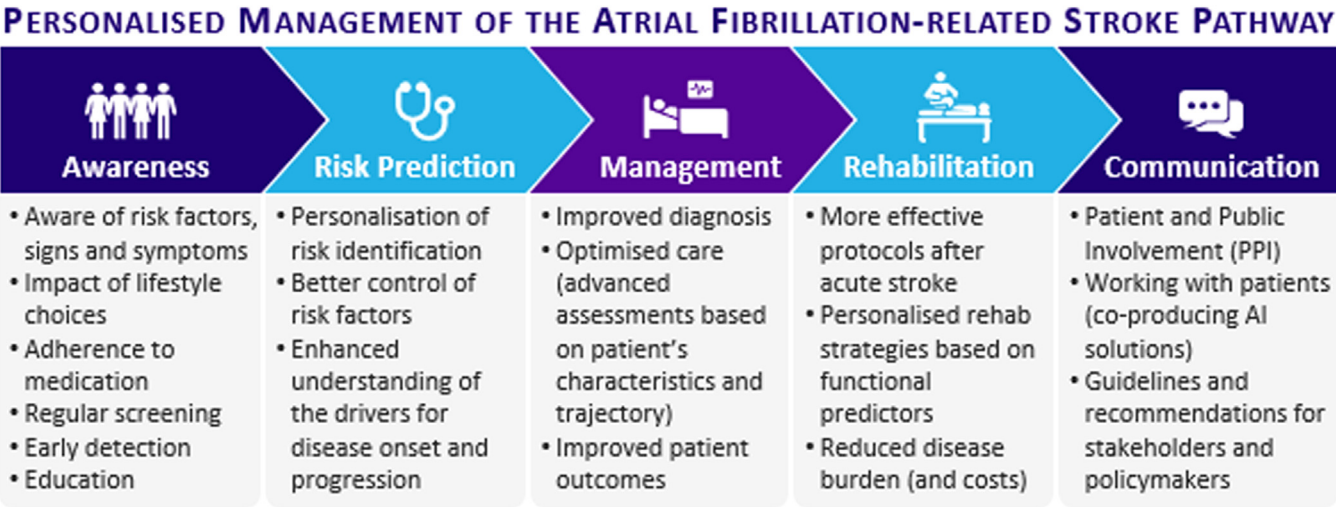 PERSONALISED MANAGEMENT OF THE ATRIAL FIBRILLATION-RELATED STROKE PATHWAY
Awareness
• Aware of risk factors,
signs and symptoms
• Impact of lifestyle
choices
• Adherence to
medication
• Regular screening
• Early detection
• Education
Risk Prediction
• Personalisation of
risk identification
• Better control of
risk factors
• Enhanced
understanding of
the drivers for
disease onset and
progression
Management
• Improved diagnosis
• Optimised care
(advanced
assessments based
on patient's
characteristics and
trajectory)
• Improved patient
outcomes
Rehabilitation
• More effective
protocols after
acute stroke
• Personalised rehab
strategies based on
functional
predictors
• Reduced disease
burden (and costs)
Communication
• Patient and Public
Involvement (PPI)
• Working with patients
(co-producing AI
solutions)
• Guidelines and
recommendations for
stakeholders and
policymakers